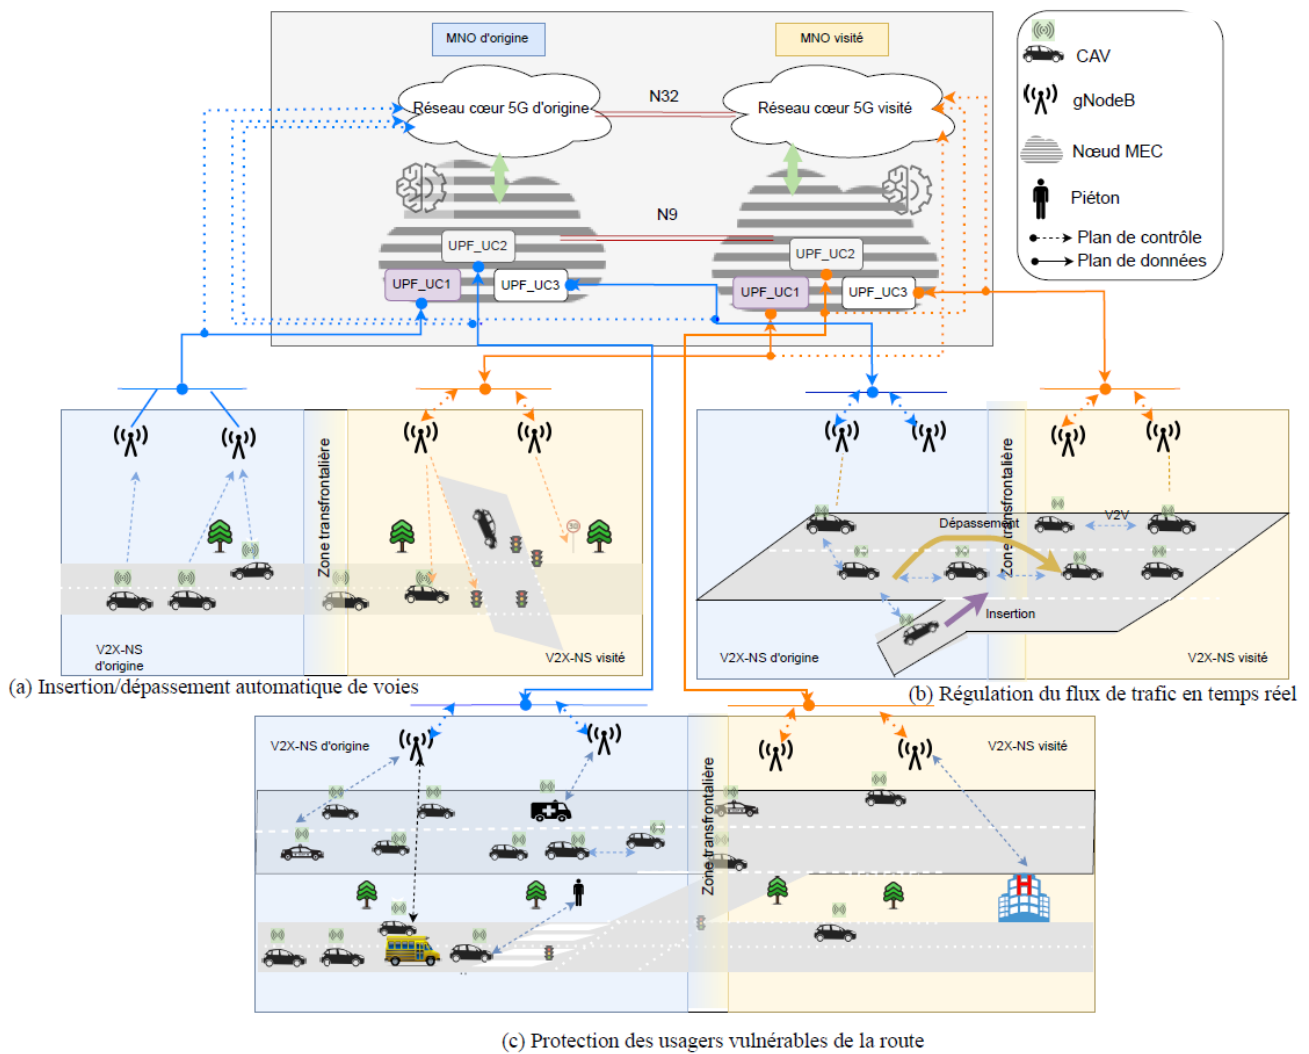 MNO d'origine
MNO visité
Réseau cœur 5G d'origine
N32
Réseau cœur 5G visité
N9
UPF_UC2
UPF_UC1
UPF_UC3
UPF_UC2
UPF_UC1
UPF_UC3
CAV
gNodeB
Nœud MEC
Piéton
Plan de contrôle
Plan de données
Zone transfrontalière
30
V2X-NS
d'origine
V2X-NS visité
(a) Insertion/dépassement automatique de voies
Zone transfrontalière
Dépassement
V2V
Insertion
V2X-NS d'origine
V2X-NS visité
(b) Régulation du flux de trafic en temps réel
V2X-NS d'origine
Zone transfrontalière
V2X-NS visité
H
(c) Protection des usagers vulnérables de la route